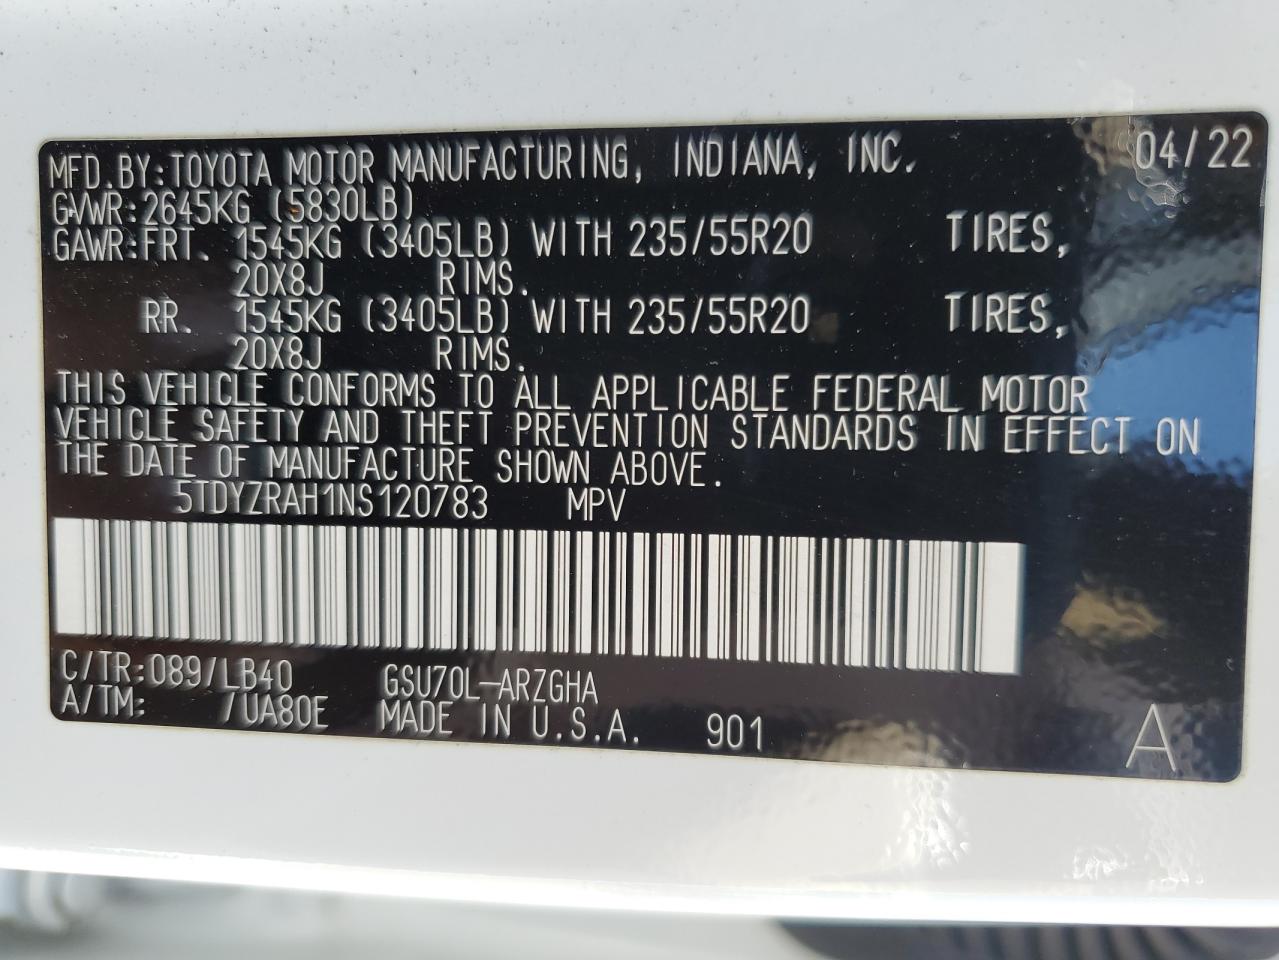 MFD.BY:TOYOTA MOTOR MANUFACTURING, INDIANA, INC. 04/22
GVWR:2645KG (5830LB)
GAWR:FRT. 1545KG (3405LB) WITH 235/55R20 TIRES,
20X8J RIMS.
RR. 1545KG (3405LB) WITH 235/55R20 TIRES,
20X8J RIMS.
THIS VEHICLE CONFORMS TO ALL APPLICABLE FEDERAL MOTOR
VEHICLE SAFETY AND THEFT PREVENTION STANDARDS IN EFFECT ON
THE DATE OF MANUFACTURE SHOWN ABOVE.
5TDYZRAH1NS120783 MPV
C/TR:089/LB40 GSU70L-ARZGHA
A/TM: /UA80E MADE IN U.S.A. 901 A